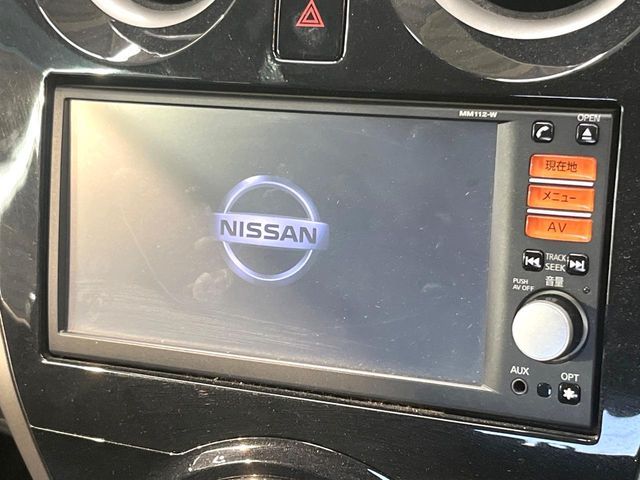 MM112-W
OPEN
現在地
メニュー
AV
TRACK
SEEK
音量
PUSH
AV OFF
AUX
OPT
NISSAN